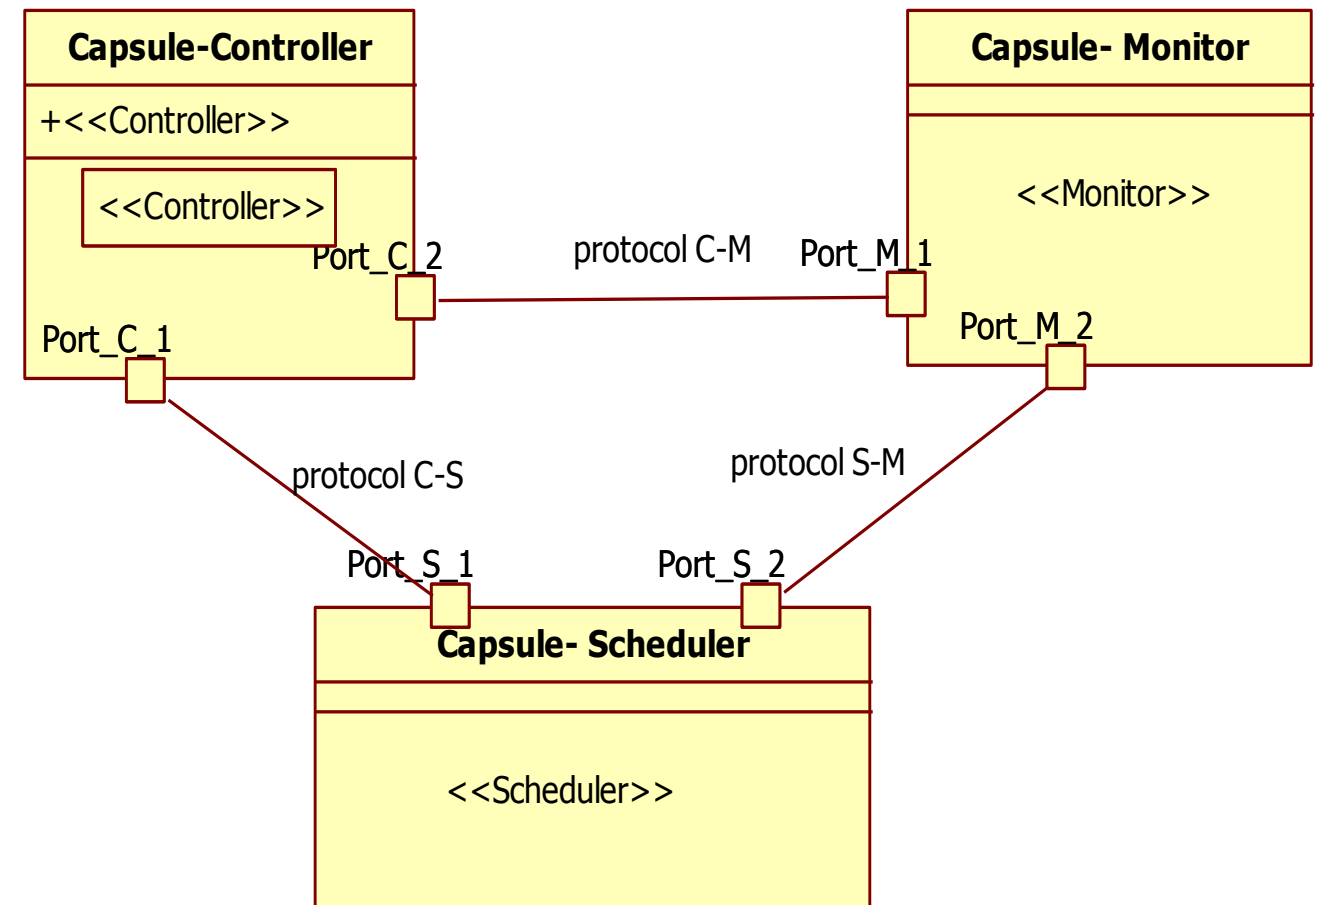 Capsule-Controller
+<<Controller>>
<<Controller>>
Port_C_2
Port_C_1
protocol C-M
Capsule- Monitor
<<Monitor>>
Port_M_1
Port_M_2
protocol C-S
protocol S-M
Port_S_1
Port_S_2
Capsule- Scheduler
<<Scheduler>>